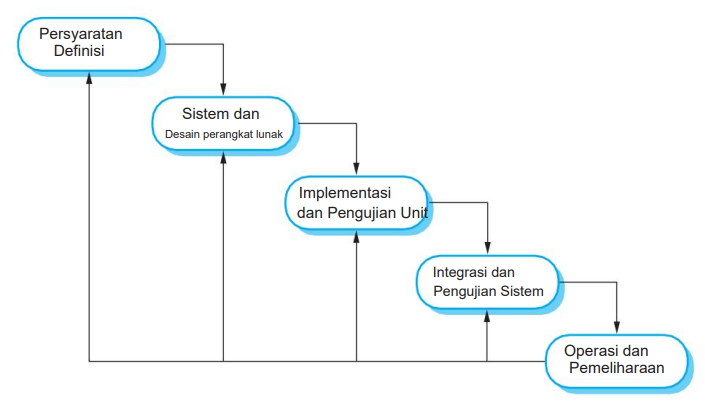 Persyaratan
Definisi
Sistem dan
Desain perangkat lunak
Implementasi
dan Pengujian Unit
Integrasi dan
Pengujian Sistem
Operasi dan
Pemeliharaan